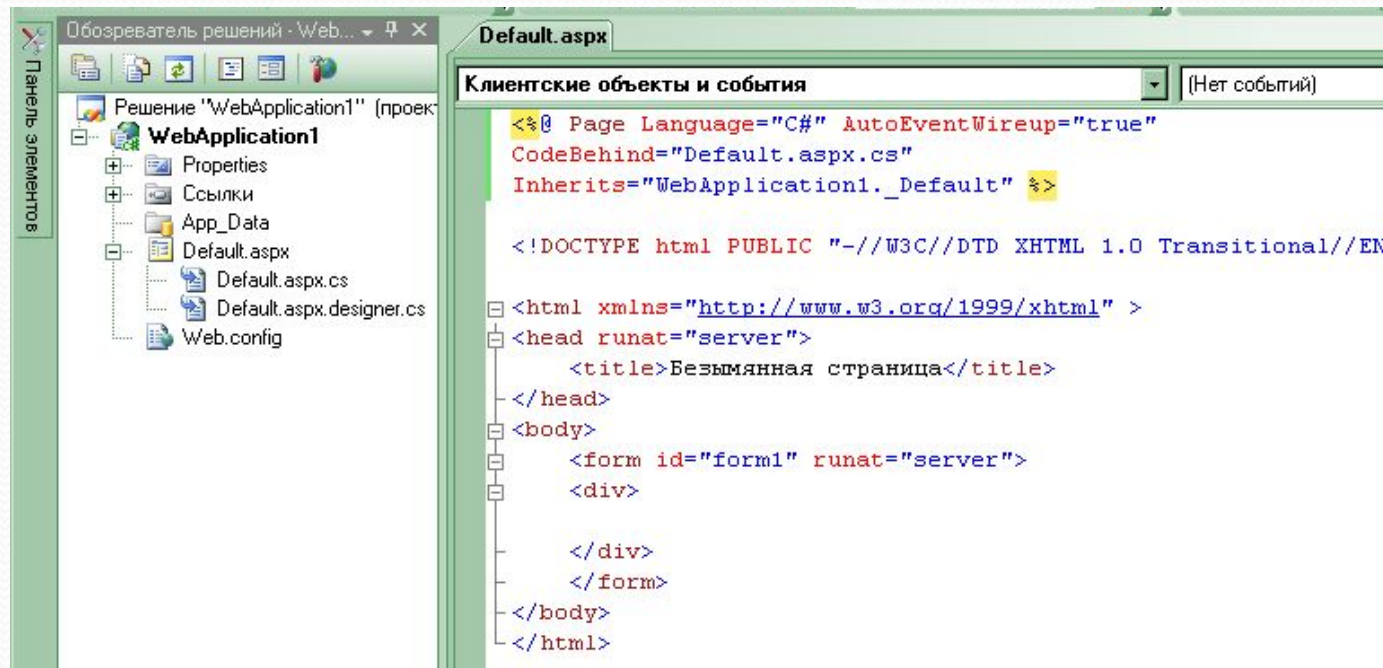 Обозреватель решений - Web...
Панель элементов
Решение "WebApplication1" (проек
WebApplication1
Properties
Ссылки
App_Data
Default.aspx
Default.aspx.cs
Default.aspx.designer.cs
Web.config
Default.aspx
Клиентские объекты и события
(Нет событий)
<%@ Page Language="C#" AutoEventWireup="true"
CodeBehind="Default.aspx.cs"
Inherits="WebApplication1._Default" %>
<!DOCTYPE html PUBLIC "-//W3C//DTD XHTML 1.0 Transitional//EN
<html xmlns="http://www.w3.org/1999/xhtml" >
<head runat="server">
<title>Безымянная страница</title>
</head>
<body>
<form id="form1" runat="server">
<div>
</div>
</form>
</body>
</html>